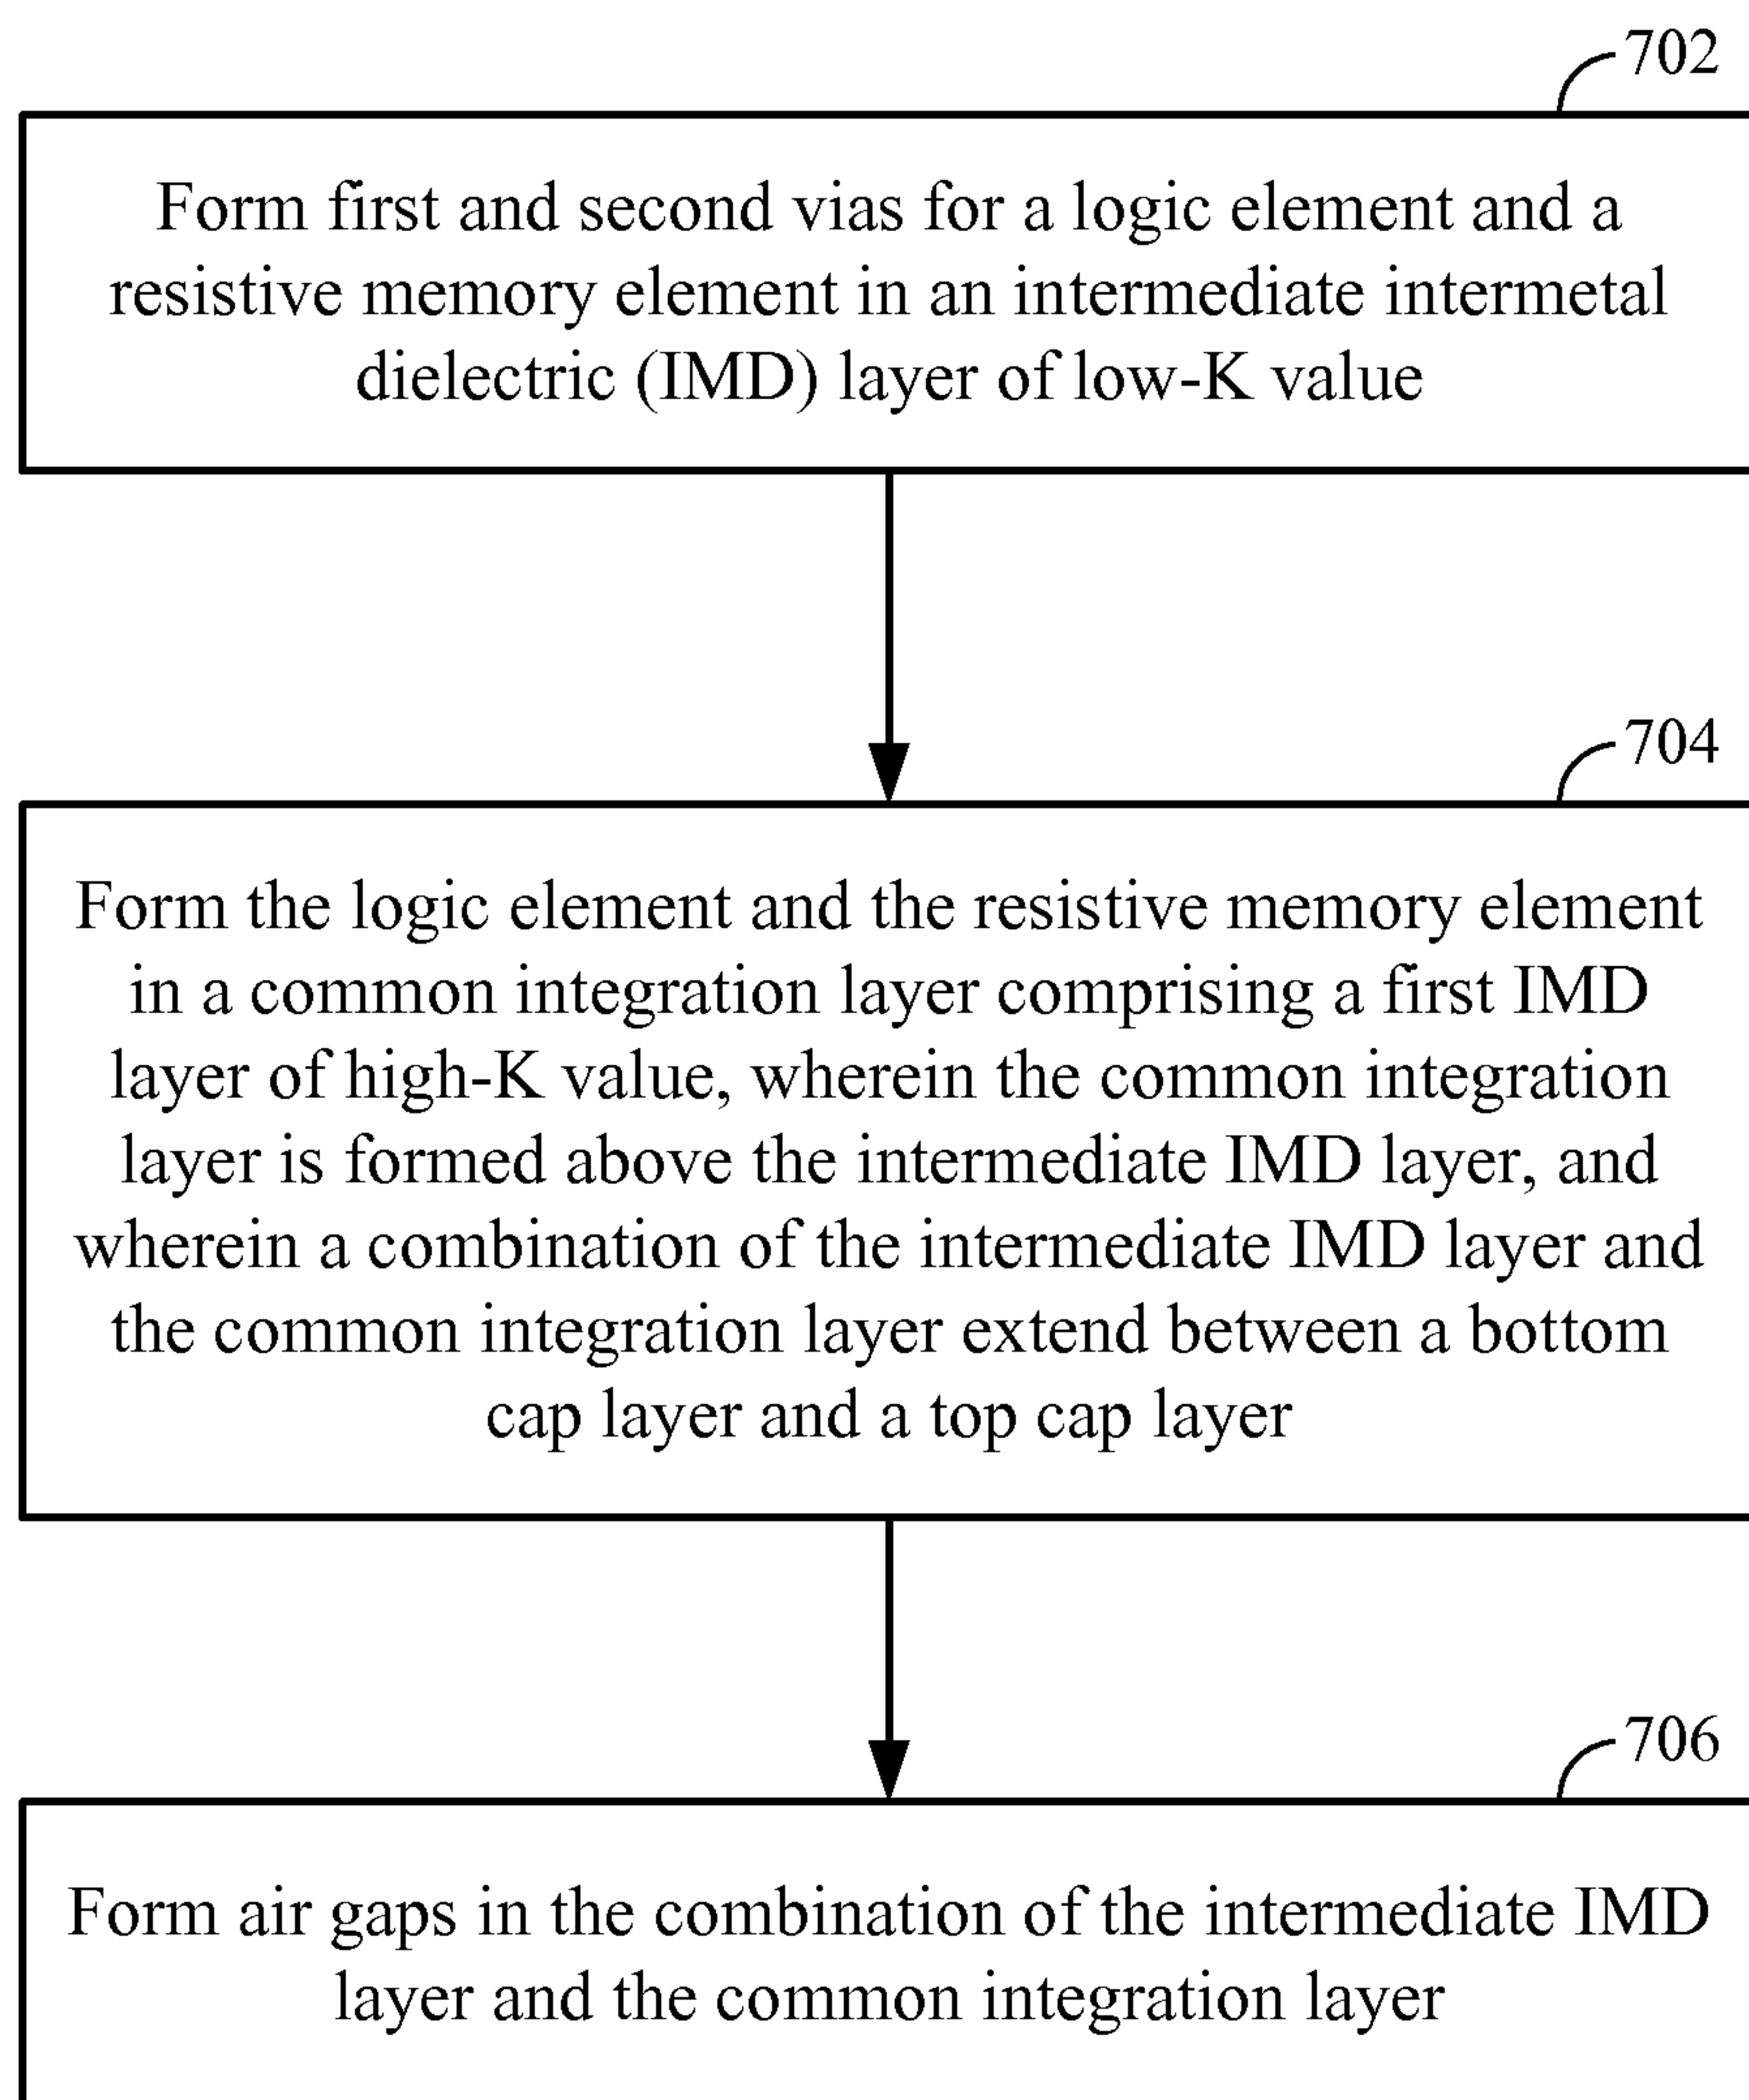 702
Form first and second vias for a logic element and a
resistive memory element in an intermediate intermetal
dielectric (IMD) layer of low-K value
704
Form the logic element and the resistive memory element
in a common integration layer comprising a first IMD
layer of high-K value, wherein the common integration
layer is formed above the intermediate IMD layer, and
wherein a combination of the intermediate IMD layer and
the common integration layer extend between a bottom
cap layer and a top cap layer
706
Form air gaps in the combination of the intermediate IMD
layer and the common integration layer